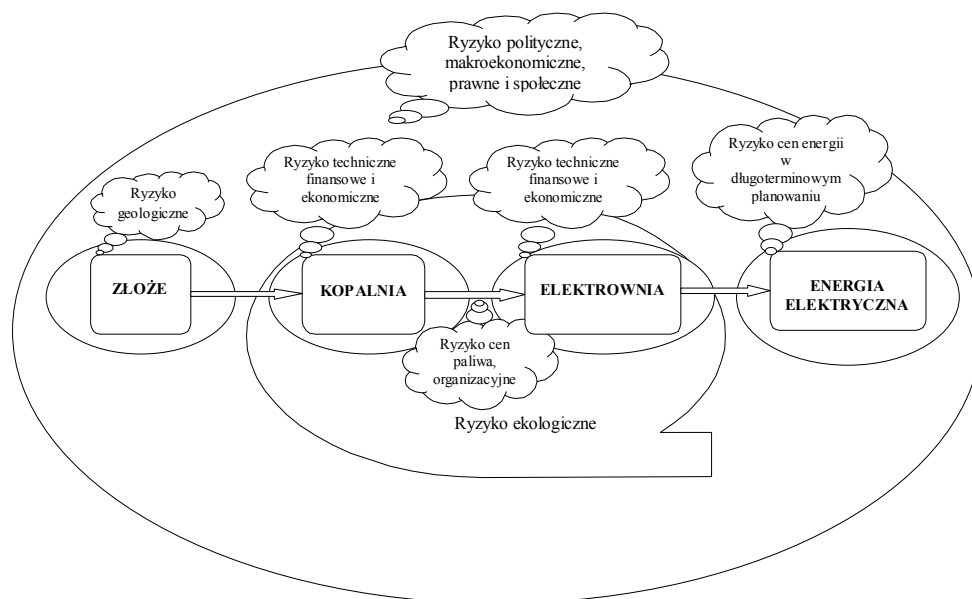 Ryzyko polityczne,
makroekonomiczne,
prawne i społeczne
Ryzyko techniczne
finansowe i
ekonomiczne
Ryzyko techniczne
finansowe i
ekonomiczne
Ryzyko cen energii
w
długoterminowym
planowaniu
Ryzyko
geologiczne
ZŁOŻE
KOPALNIA
ELEKTROWNIA
ENERGIA
ELEKTRYCZNA
Ryzyko cen
paliwa,
organizacyjne
Ryzyko ekologiczne